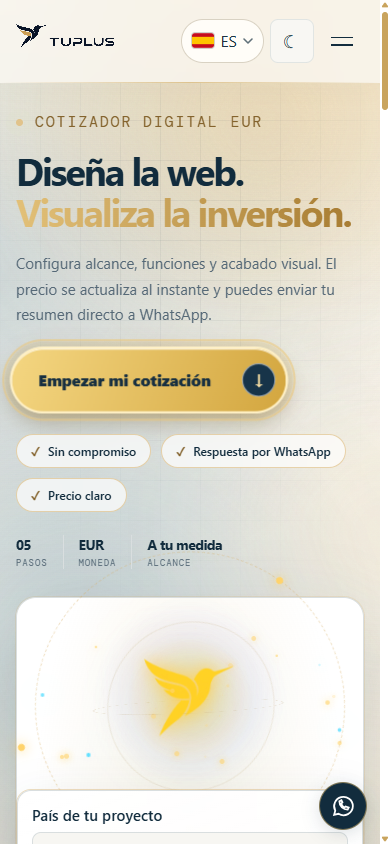 TUPLUS
ES
COTIZADOR DIGITAL EUR
Diseña la web.
Visualiza la inversión.
Configura alcance, funciones y acabado visual. El
precio se actualiza al instante y puedes enviar tu
resumen directo a WhatsApp.
Empezar mi cotización
Sin compromiso
Respuesta por WhatsApp
Precio claro
05
PASOS
EUR
MONEDA
A tu medida
ALCANCE
País de tu proyecto